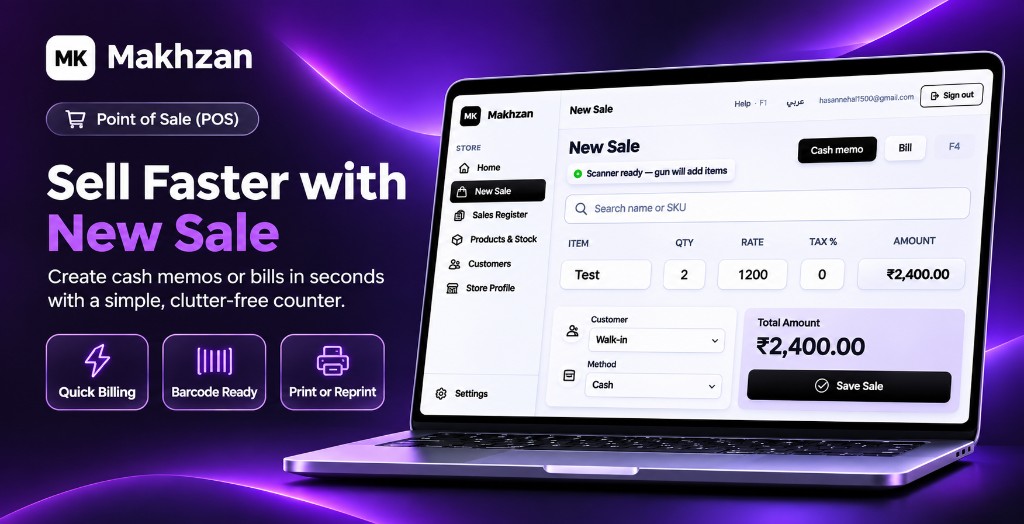 MK Makhzan
Point of Sale (POS)
Sell Faster with
New Sale
Create cash memos or bills in seconds
with a simple, clutter-free counter.
Quick Billing
Barcode Ready
Print or Reprint
MK Makhzan
STORE
Home
New Sale
Sales Register
Products & Stock
Customers
Store Profile
Settings
New Sale
Help · F1
عربي
hasannehal1500@gmail.com
Sign out
New Sale
Cash memo
Bill
F4
Scanner ready — gun will add items
Search name or SKU
ITEM QTY RATE TAX % AMOUNT
Test 2 1200 0 ₹2,400.00
Customer
Walk-in
Method
Cash
Total Amount
₹2,400.00
Save Sale